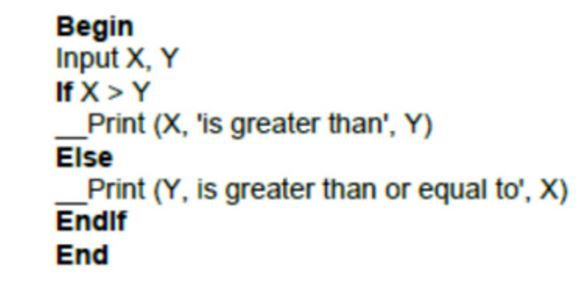 Begin
Input X, Y
If X > Y
__Print (X, 'is greater than', Y)
Else
__Print (Y, is greater than or equal to', X)
EndIf
End